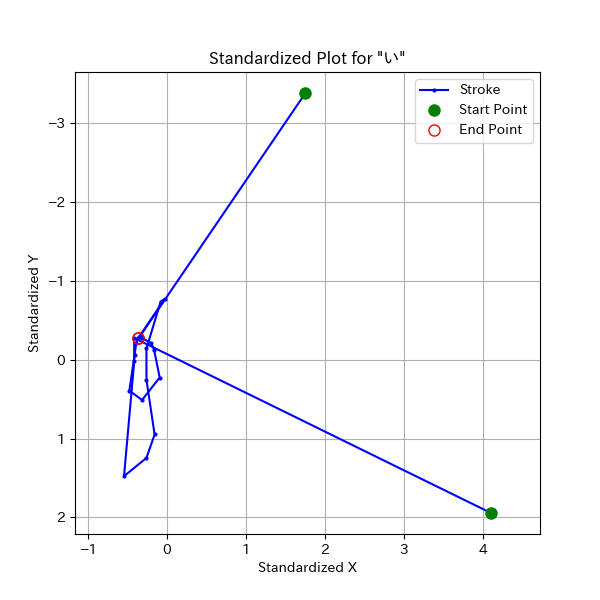 Standardized Plot for "い"
Stroke
Start Point
End Point
−3
−2
−1
0
1
2
Standardized Y
−1 0 1 2 3 4
Standardized X